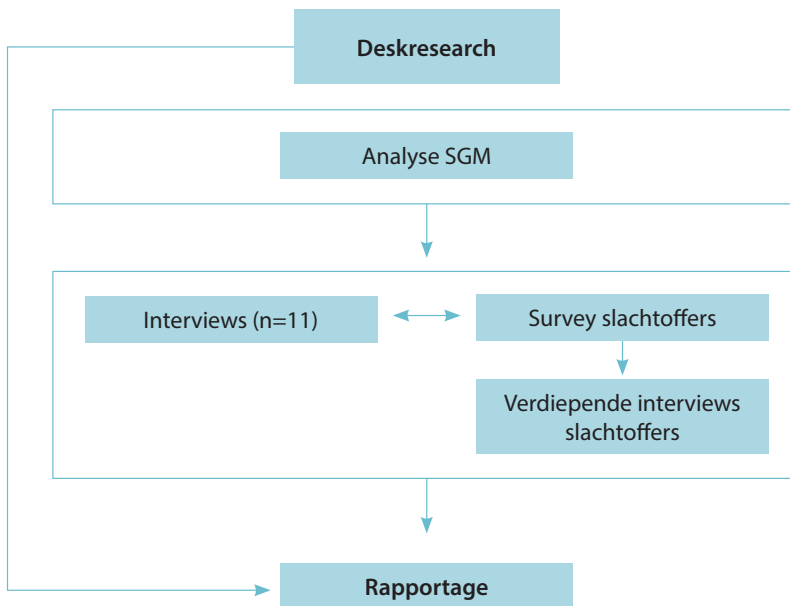 Deskresearch
Analyse SGM
Interviews (n=11)
Survey slachtoffers
Verdiepende interviews
slachtoffers
Rapportage